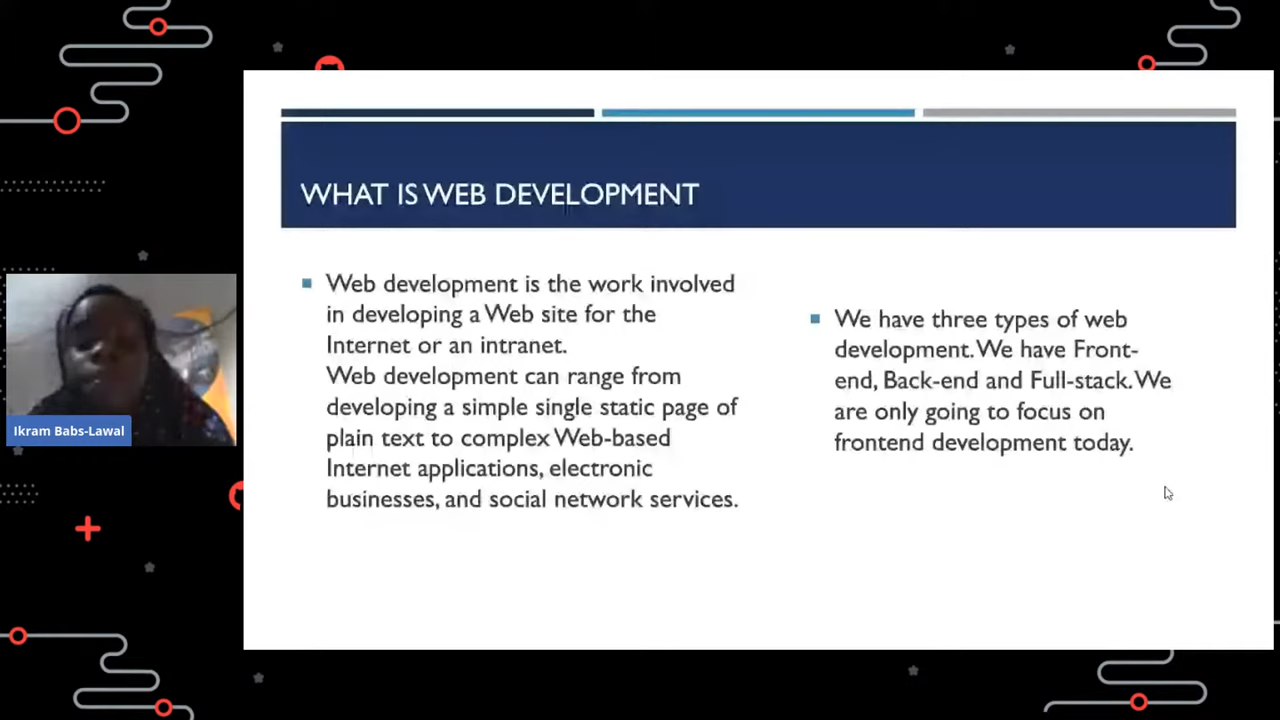 WHAT IS WEB DEVELOPMENT
Web development is the work involved
in developing a Web site for the
Internet or an intranet.
Web development can range from
developing a simple single static page of
plain text to complex Web-based
Internet applications, electronic
businesses, and social network services.
We have three types of web
development. We have Front-
end, Back-end and Full-stack. We
are only going to focus on
frontend development today.
Ikram Babs-Lawal